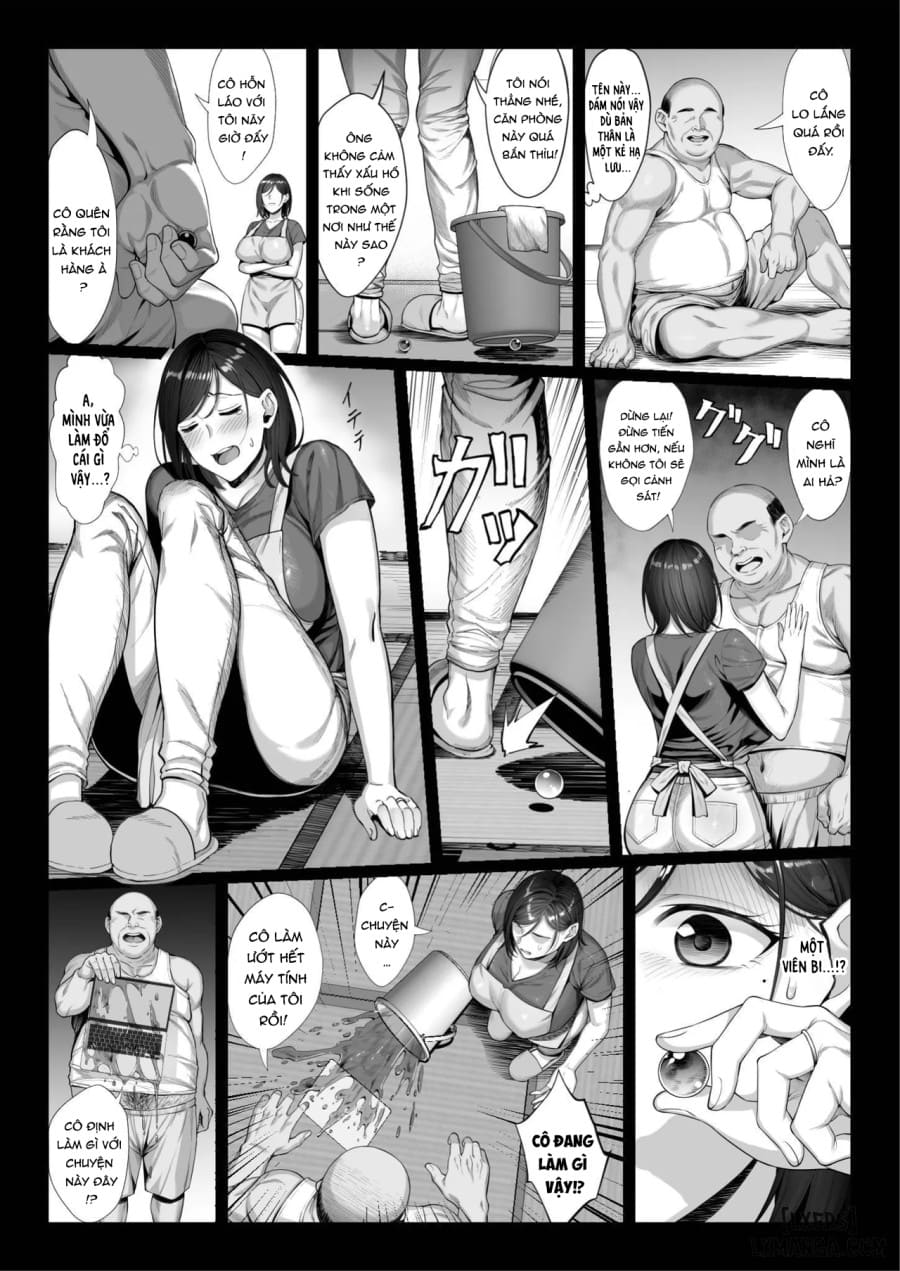 CÔ
LO LẮNG
QUÁ RỒI
ĐẤY.
TÊN NÀY...
DÁM NÓI VẬY
DÙ BẢN
THÂN LÀ
MỘT KẺ HẠ
LƯU...
TÔI NÓI
THẲNG NHÉ,
CĂN PHÒNG
NÀY QUÁ
BẨN THỈU!
ÔNG
KHÔNG CẢM
THẤY XẤU HỔ
KHI SỐNG
TRONG MỘT
NƠI NHƯ THẾ
NÀY SAO
?
CÔ HỖN
LÁO VỚI
TÔI NÃY
GIỜ ĐẤY
!
CÔ QUÊN
RẰNG TÔI
LÀ KHÁCH
HÀNG À
?
CÔ
NGHĨ
MÌNH LÀ
AI HẢ?
グググッ
DỪNG LẠI!
ĐỪNG TIẾN
GẦN HƠN, NẾU
KHÔNG TÔI SẼ
GỌI CẢNH
SÁT!
ガッ
イテテ
A,
MÌNH VỪA
LÀM ĐỔ
CÁI GÌ
VẬY...?
MỘT
VIÊN BI...!?
C-
CHUYỆN
NÀY
...
CÔ LÀM
ƯỚT HẾT
MÁY TÍNH
CỦA TÔI
RỒI!
CÔ ĐANG
LÀM GÌ
VẬY!?
CÔ ĐỊNH
LÀM GÌ VỚI
CHUYỆN
NÀY ĐÂY
!?
LXMANGA.COM